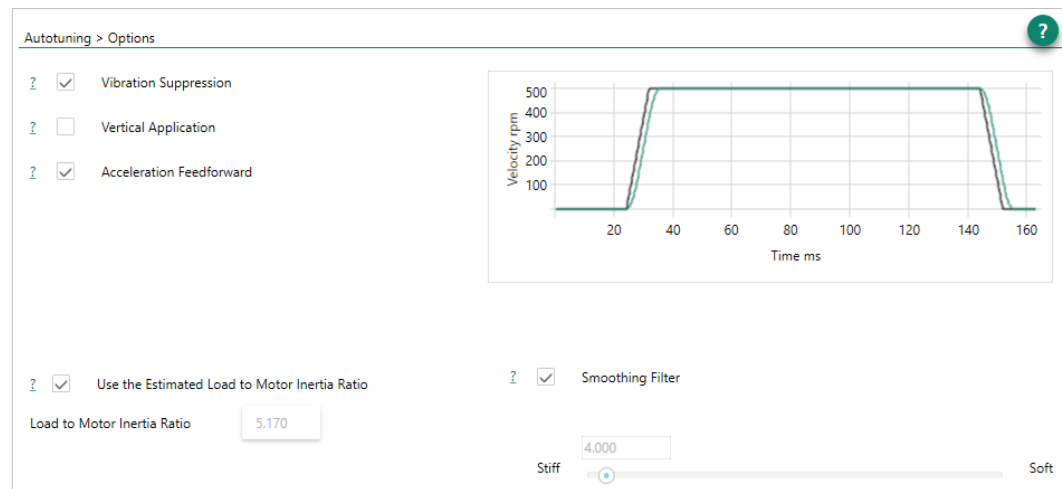 Autotuning > Options
?
? Vibration Suppression
? Vertical Application
? Acceleration Feedforward
500
400
300
200
100
Velocity rpm
20 40 60 80 100 120 140 160
Time ms
? Use the Estimated Load to Motor Inertia Ratio
Load to Motor Inertia Ratio 5.170
? Smoothing Filter
4.000
Stiff Soft